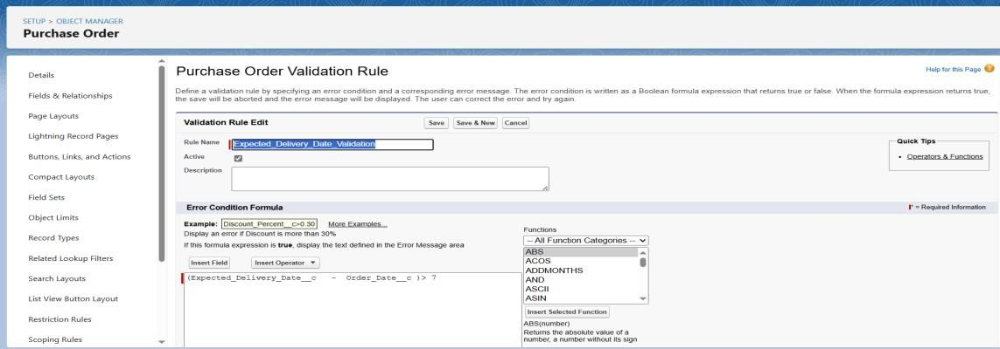 SETUP > OBJECT MANAGER
Purchase Order
Details
Fields & Relationships
Page Layouts
Lightning Record Pages
Buttons, Links, and Actions
Compact Layouts
Field Sets
Object Limits
Record Types
Related Lookup Filters
Search Layouts
List View Button Layout
Restriction Rules
Scoping Rules
Purchase Order Validation Rule
Help for this Page ?
Define a validation rule by specifying an error condition and a corresponding error message. The error condition is written as a Boolean formula expression that returns true or false. When the formula expression returns true,
the save will be aborted and the error message will be displayed. The user can correct the error and try again.
Validation Rule Edit
Save
Save & New
Cancel
Rule Name
Expected_Delivery_Date_Validation
Active
Description
Quick Tips
• Operators & Functions
Error Condition Formula
= Required Information
Example: Discount_Percent__c>0.30 More Examples...
Display an error if Discount is more than 30%
If this formula expression is true, display the text defined in the Error Message area
Insert Field
Insert Operator
(Expected_Delivery_Date__c - Order_Date__c )> 7
Functions
-- All Function Categories --
ABS
ACOS
ADDMONTHS
AND
ASCII
ASIN
Insert Selected Function
ABS(number)
Returns the absolute value of a
number, a number without its sign